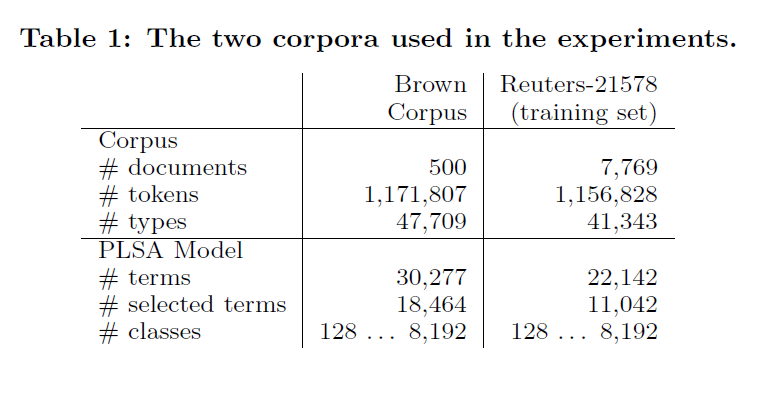 Table 1: The two corpora used in the experiments.
Brown Reuters-21578
Corpus (training set)
Corpus
# documents 500 7,769
# tokens 1,171,807 1,156,828
# types 47,709 41,343
PLSA Model
# terms 30,277 22,142
# selected terms 18,464 11,042
# classes 128 ... 8,192 128 ... 8,192